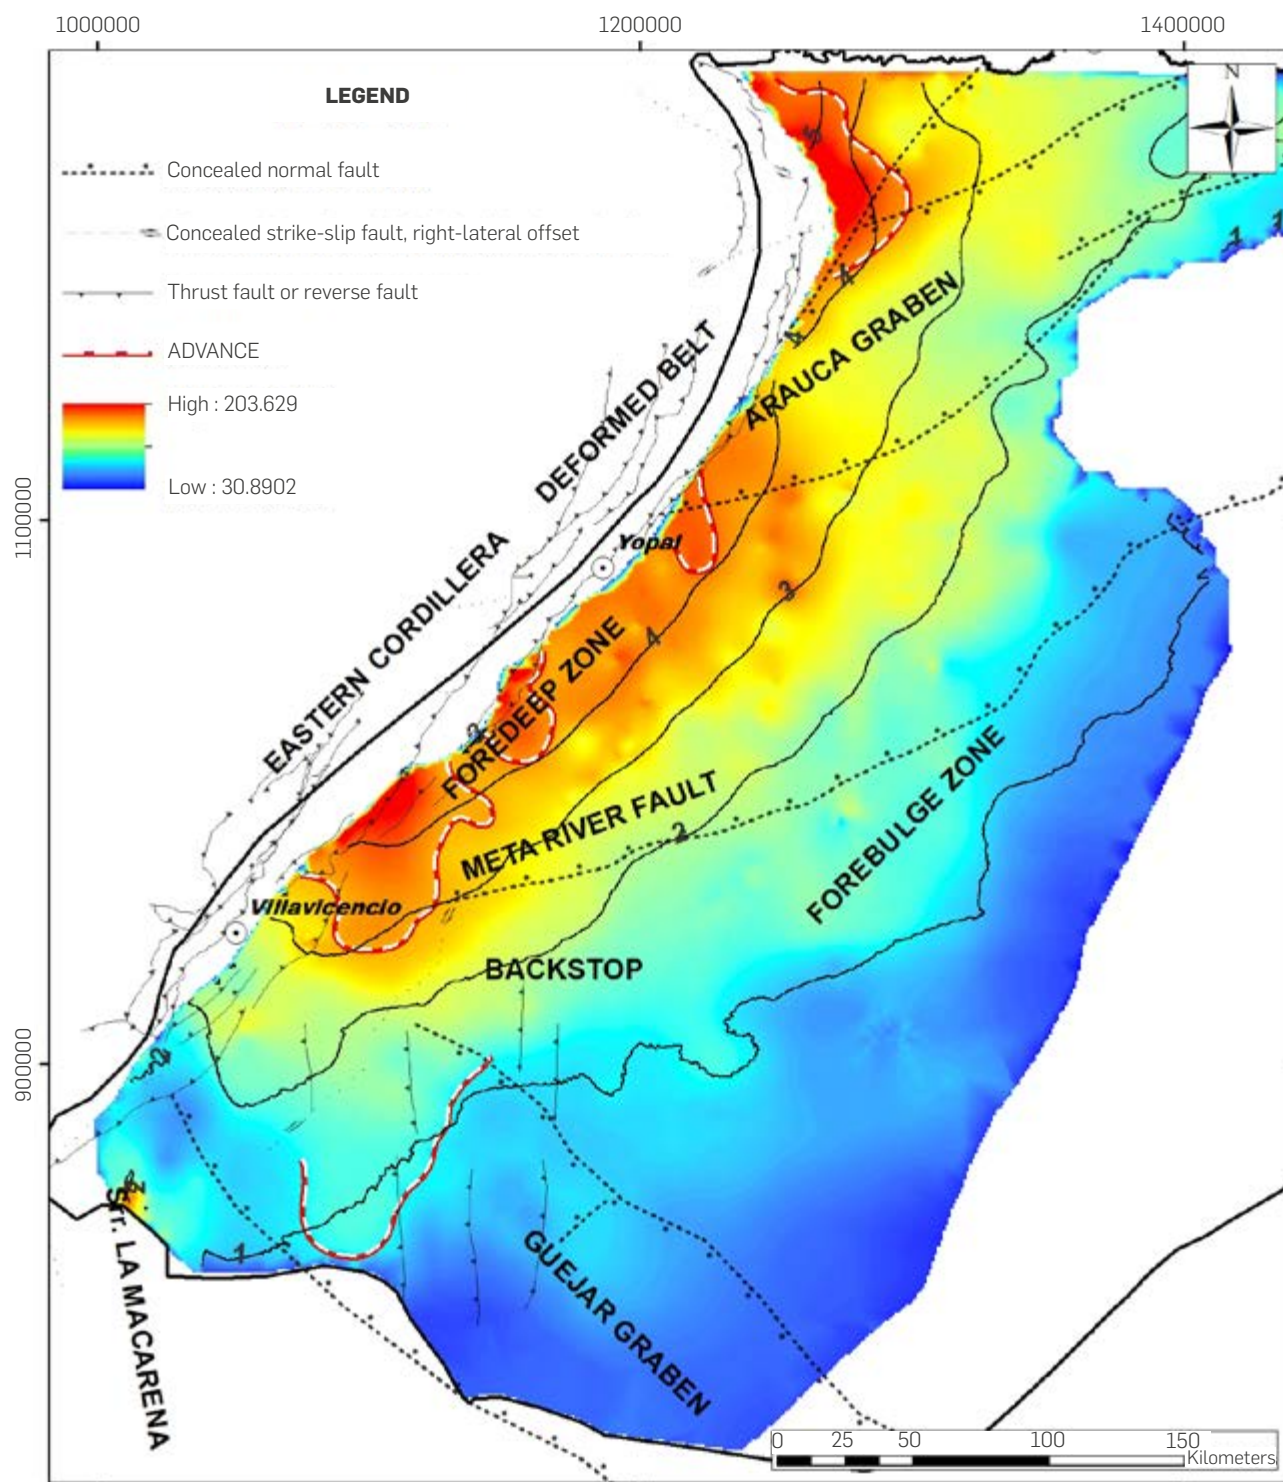 1000000 1200000 1400000
N
LEGEND
Concealed normal fault
Concealed strike-slip fault, right-lateral offset
Thrust fault or reverse fault
ADVANCE
High : 203.629
Low : 30.8902
1100000
900000
5
1
4
4
ARAUCA GRABEN
DEFORMED BELT
EASTERN CORDILLERA
Yopal
3
4
FOREDEEP ZONE
3
META RIVER FAULT
2
FOREBULGE ZONE
Villavicencio
BACKSTOP
2
2
Srr. LA MACARENA
1
GUEJAR GRABEN
0 25 50 100 150
Kilometers